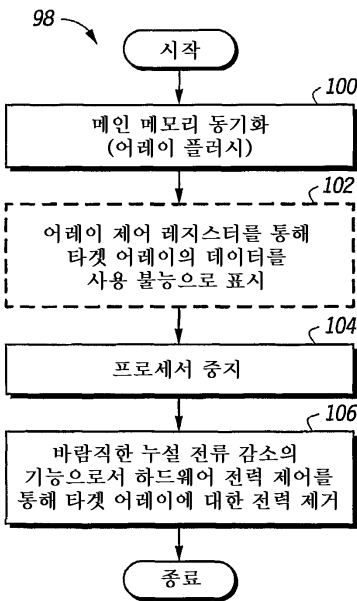 98
시작
100
메인 메모리 동기화
(어레이 플러시)
102
어레이 제어 레지스터를 통해
타겟 어레이의 데이터를
사용 불능으로 표시
104
프로세서 중지
106
바람직한 누설 전류 감소의
기능으로서 하드웨어 전력 제어를
통해 타겟 어레이에 대한 전력 제거
종료